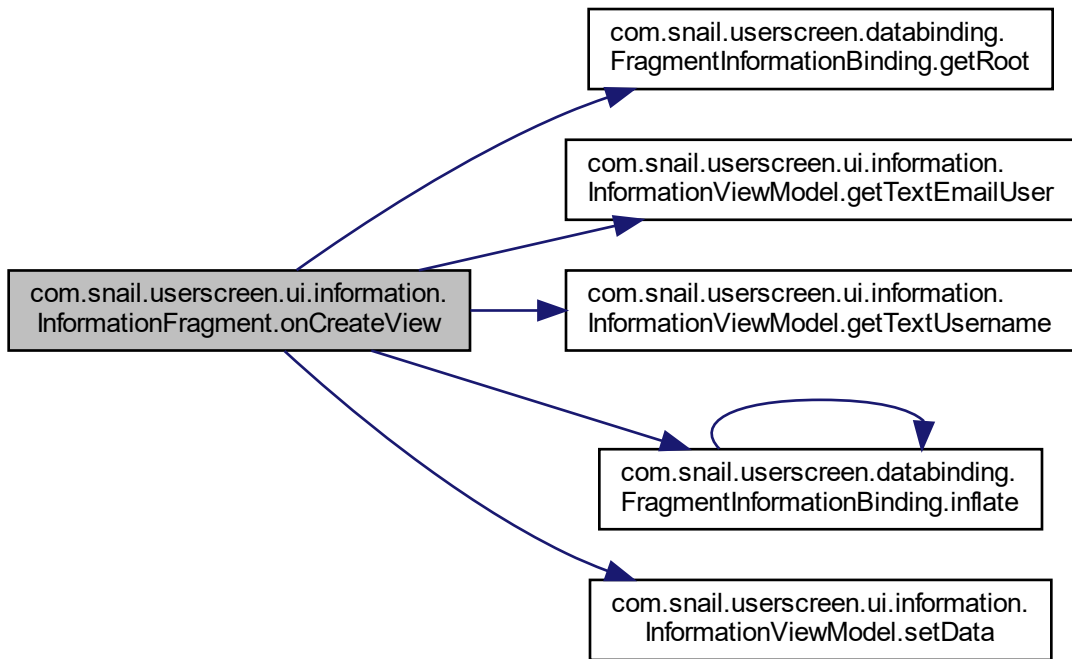 com.snail.userscreen.databinding.
FragmentInformationBinding.getRoot
com.snail.userscreen.ui.information.
InformationViewModel.getTextEmailUser
com.snail.userscreen.ui.information.
InformationFragment.onCreateView
com.snail.userscreen.ui.information.
InformationViewModel.getTextUsername
com.snail.userscreen.databinding.
FragmentInformationBinding.inflate
com.snail.userscreen.ui.information.
InformationViewModel.setData